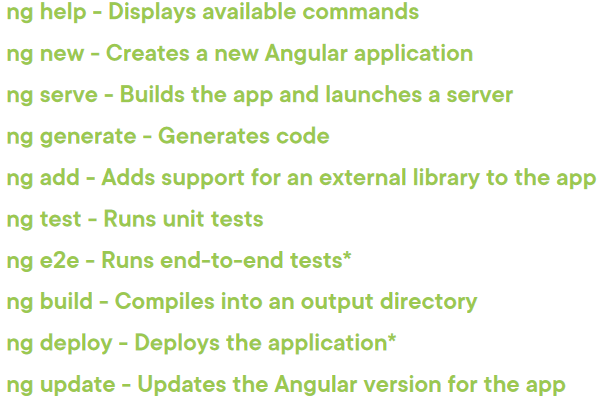 ng help - Displays available commands
ng new - Creates a new Angular application
ng serve - Builds the app and launches a server
ng generate - Generates code
ng add - Adds support for an external library to the app
ng test - Runs unit tests
ng e2e - Runs end-to-end tests*
ng build - Compiles into an output directory
ng deploy - Deploys the application*
ng update - Updates the Angular version for the app